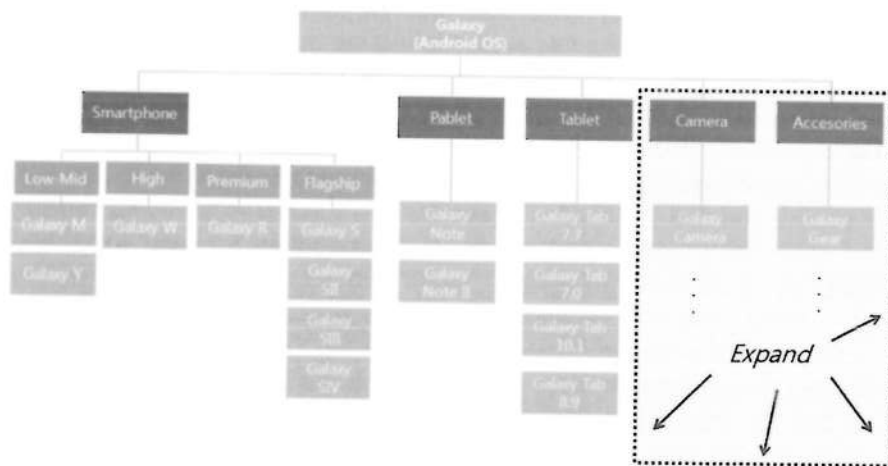 Galaxy
(Android OS)
Smartphone
Pablet
Tablet
Camera
Accesories
Low-Mid
High
Premium
Flagship
Galaxy M
Galaxy W
Galaxy R
Galaxy S
Galaxy
Note
Galaxy Tab
7.7
Galaxy
Camera
Galaxy
Gear
Galaxy Y
Galaxy
SII
Galaxy
Note II
Galaxy Tab
7.0
Galaxy
SIII
Galaxy Tab
10.1
Galaxy
SIV
Galaxy Tab
8.9
Expand